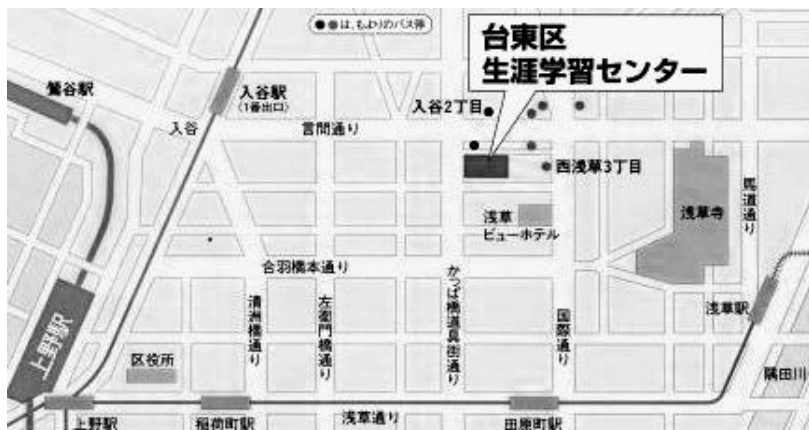 ●●は、もよりのバス停
台東区
生涯学習センター
鶯谷駅
入谷駅
(1番出口)
入谷2丁目
入谷
言問通り
西浅草3丁目
馬道通り
浅草寺
浅草
ビューホテル
合羽橋本通り
かっぱ橋道具街通り
国際通り
清洲橋通り
左衛門橋通り
浅草駅
上野駅
区役所
隅田川
上野駅
稲荷町駅
浅草通り
田原町駅